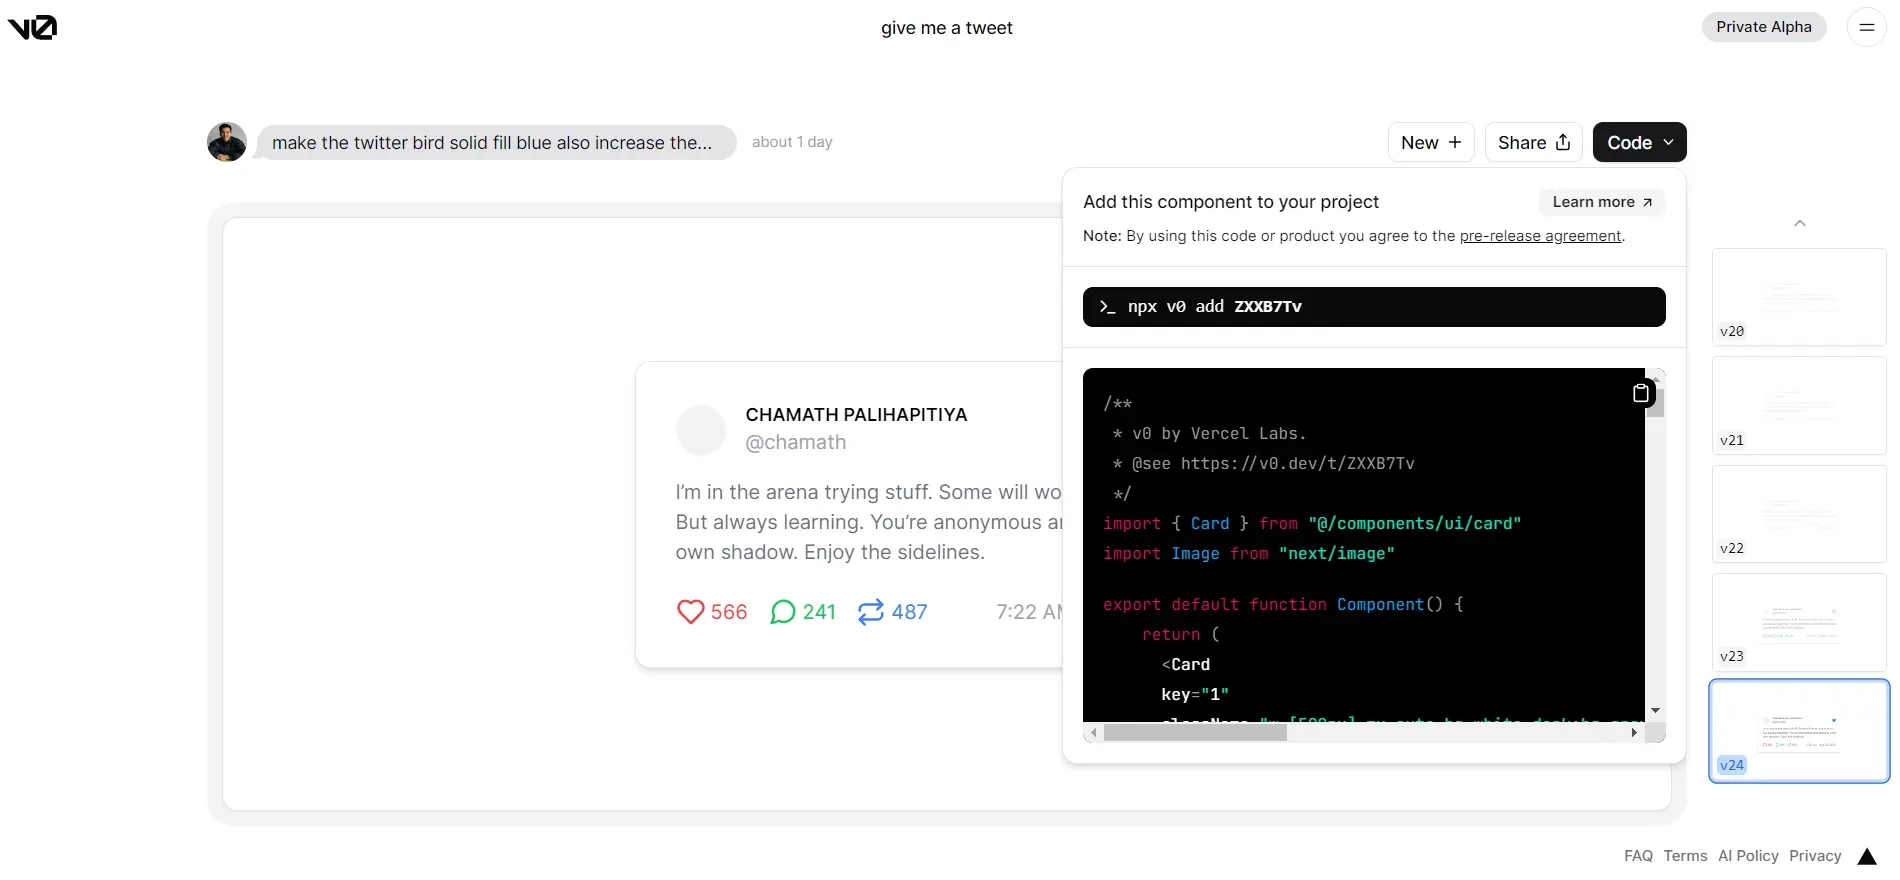 v0
give me a tweet
Private Alpha
make the twitter bird solid fill blue also increase the...
about 1 day
New +
Share
Code
Add this component to your project
Learn more ↗
Note: By using this code or product you agree to the pre-release agreement.
>_ npx v0 add ZXXB7Tv
/**
* v0 by Vercel Labs.
* @see https://v0.dev/t/ZXXB7Tv
*/
import { Card } from "@/components/ui/card"
import Image from "next/image"
export default function Component() {
return (
<Card
key="1"
CHAMATH PALIHAPITIYA
@chamath
I'm in the arena trying stuff. Some will
But always learning. You're anonymous
own shadow. Enjoy the sidelines.
566
241
487
7:22
v20
v21
v22
v23
v24
FAQ
Terms
AI Policy
Privacy